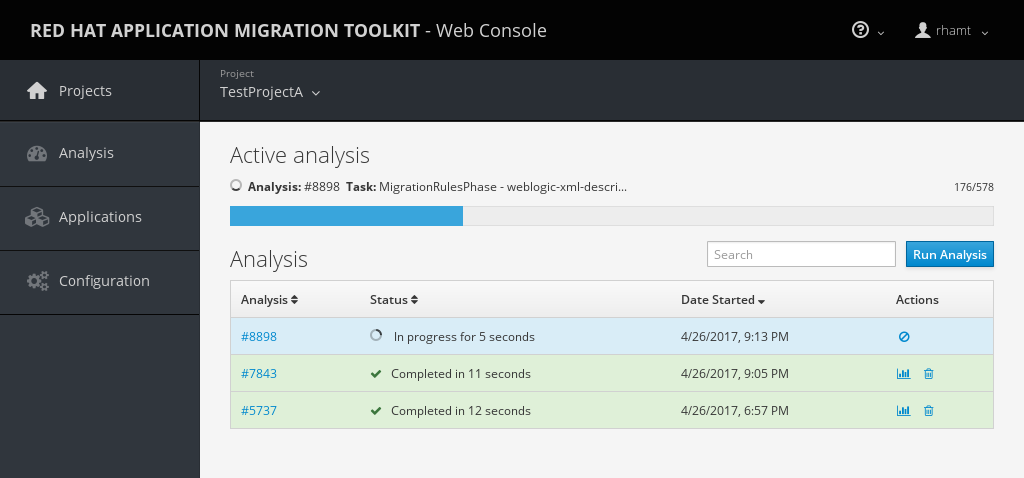 RED HAT APPLICATION MIGRATION TOOLKIT - Web Console
rhamt
Projects
Analysis
Applications
Configuration
Project
TestProjectA
Active analysis
Analysis: #8898 Task: MigrationRulesPhase - weblogic-xml-descri... 176/578
Analysis
Search
Run Analysis
Analysis Status Date Started Actions
#8898 In progress for 5 seconds 4/26/2017, 9:13 PM
#7843 Completed in 11 seconds 4/26/2017, 9:05 PM
#5737 Completed in 12 seconds 4/26/2017, 6:57 PM